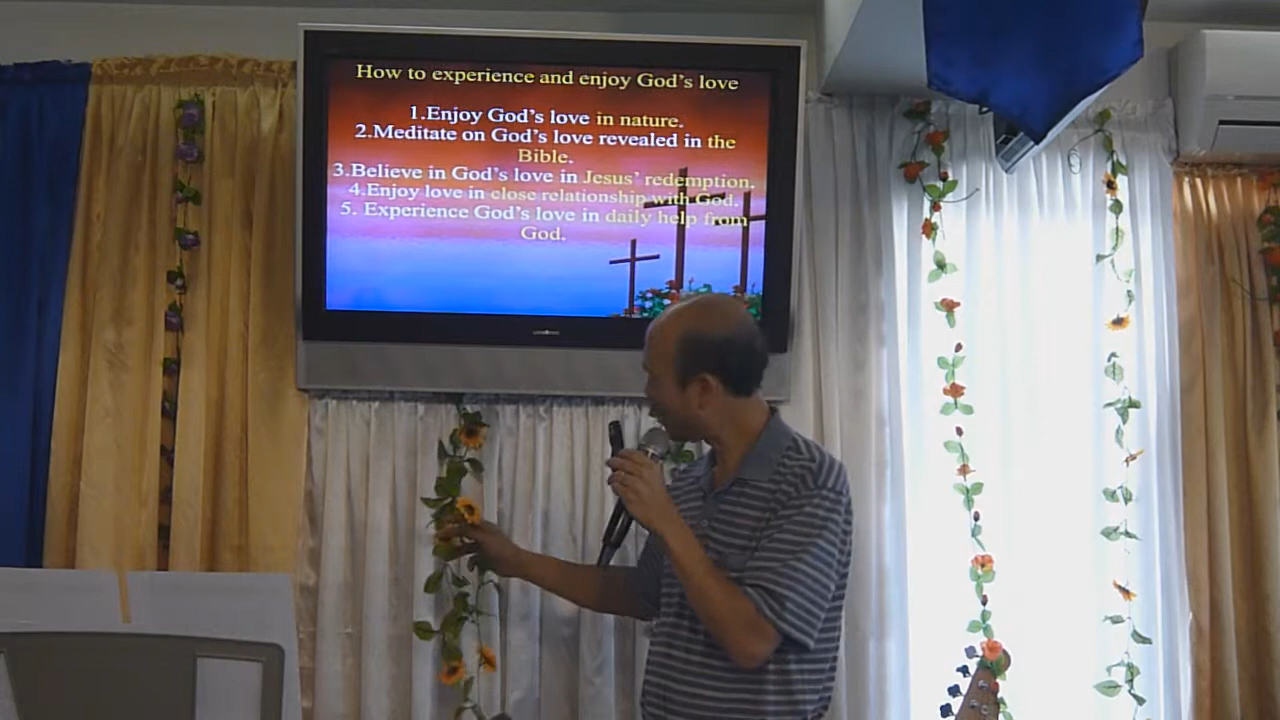 How to experience and enjoy God's love
1.Enjoy God's love in nature.
2.Meditate on God's love revealed in the
Bible.
3.Believe in God's love in Jesus' redemption.
4.Enjoy love in close relationship with God.
5. Experience God's love in daily help from
God.